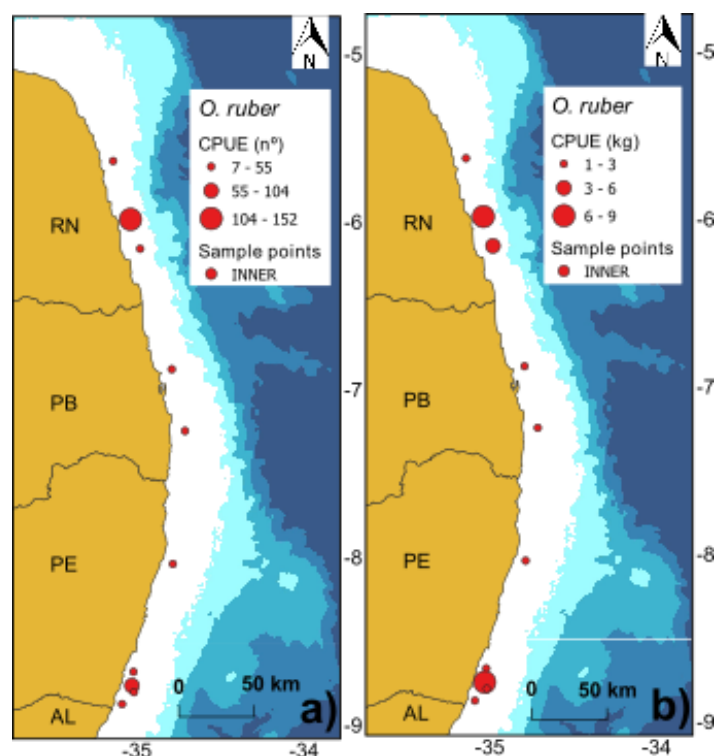 N
O. ruber
CPUE (nº)
7 - 55
55 - 104
104 - 152
Sample points
INNER
RN
PB
PE
AL
0 50 km
a)
-35 -34
-5
-6
-7
-8
-9
N
O. ruber
CPUE (kg)
1 - 3
3 - 6
6 - 9
Sample points
INNER
RN
PB
PE
AL
0 50 km
b)
-35 -34
-5
-6
-7
-8
-9